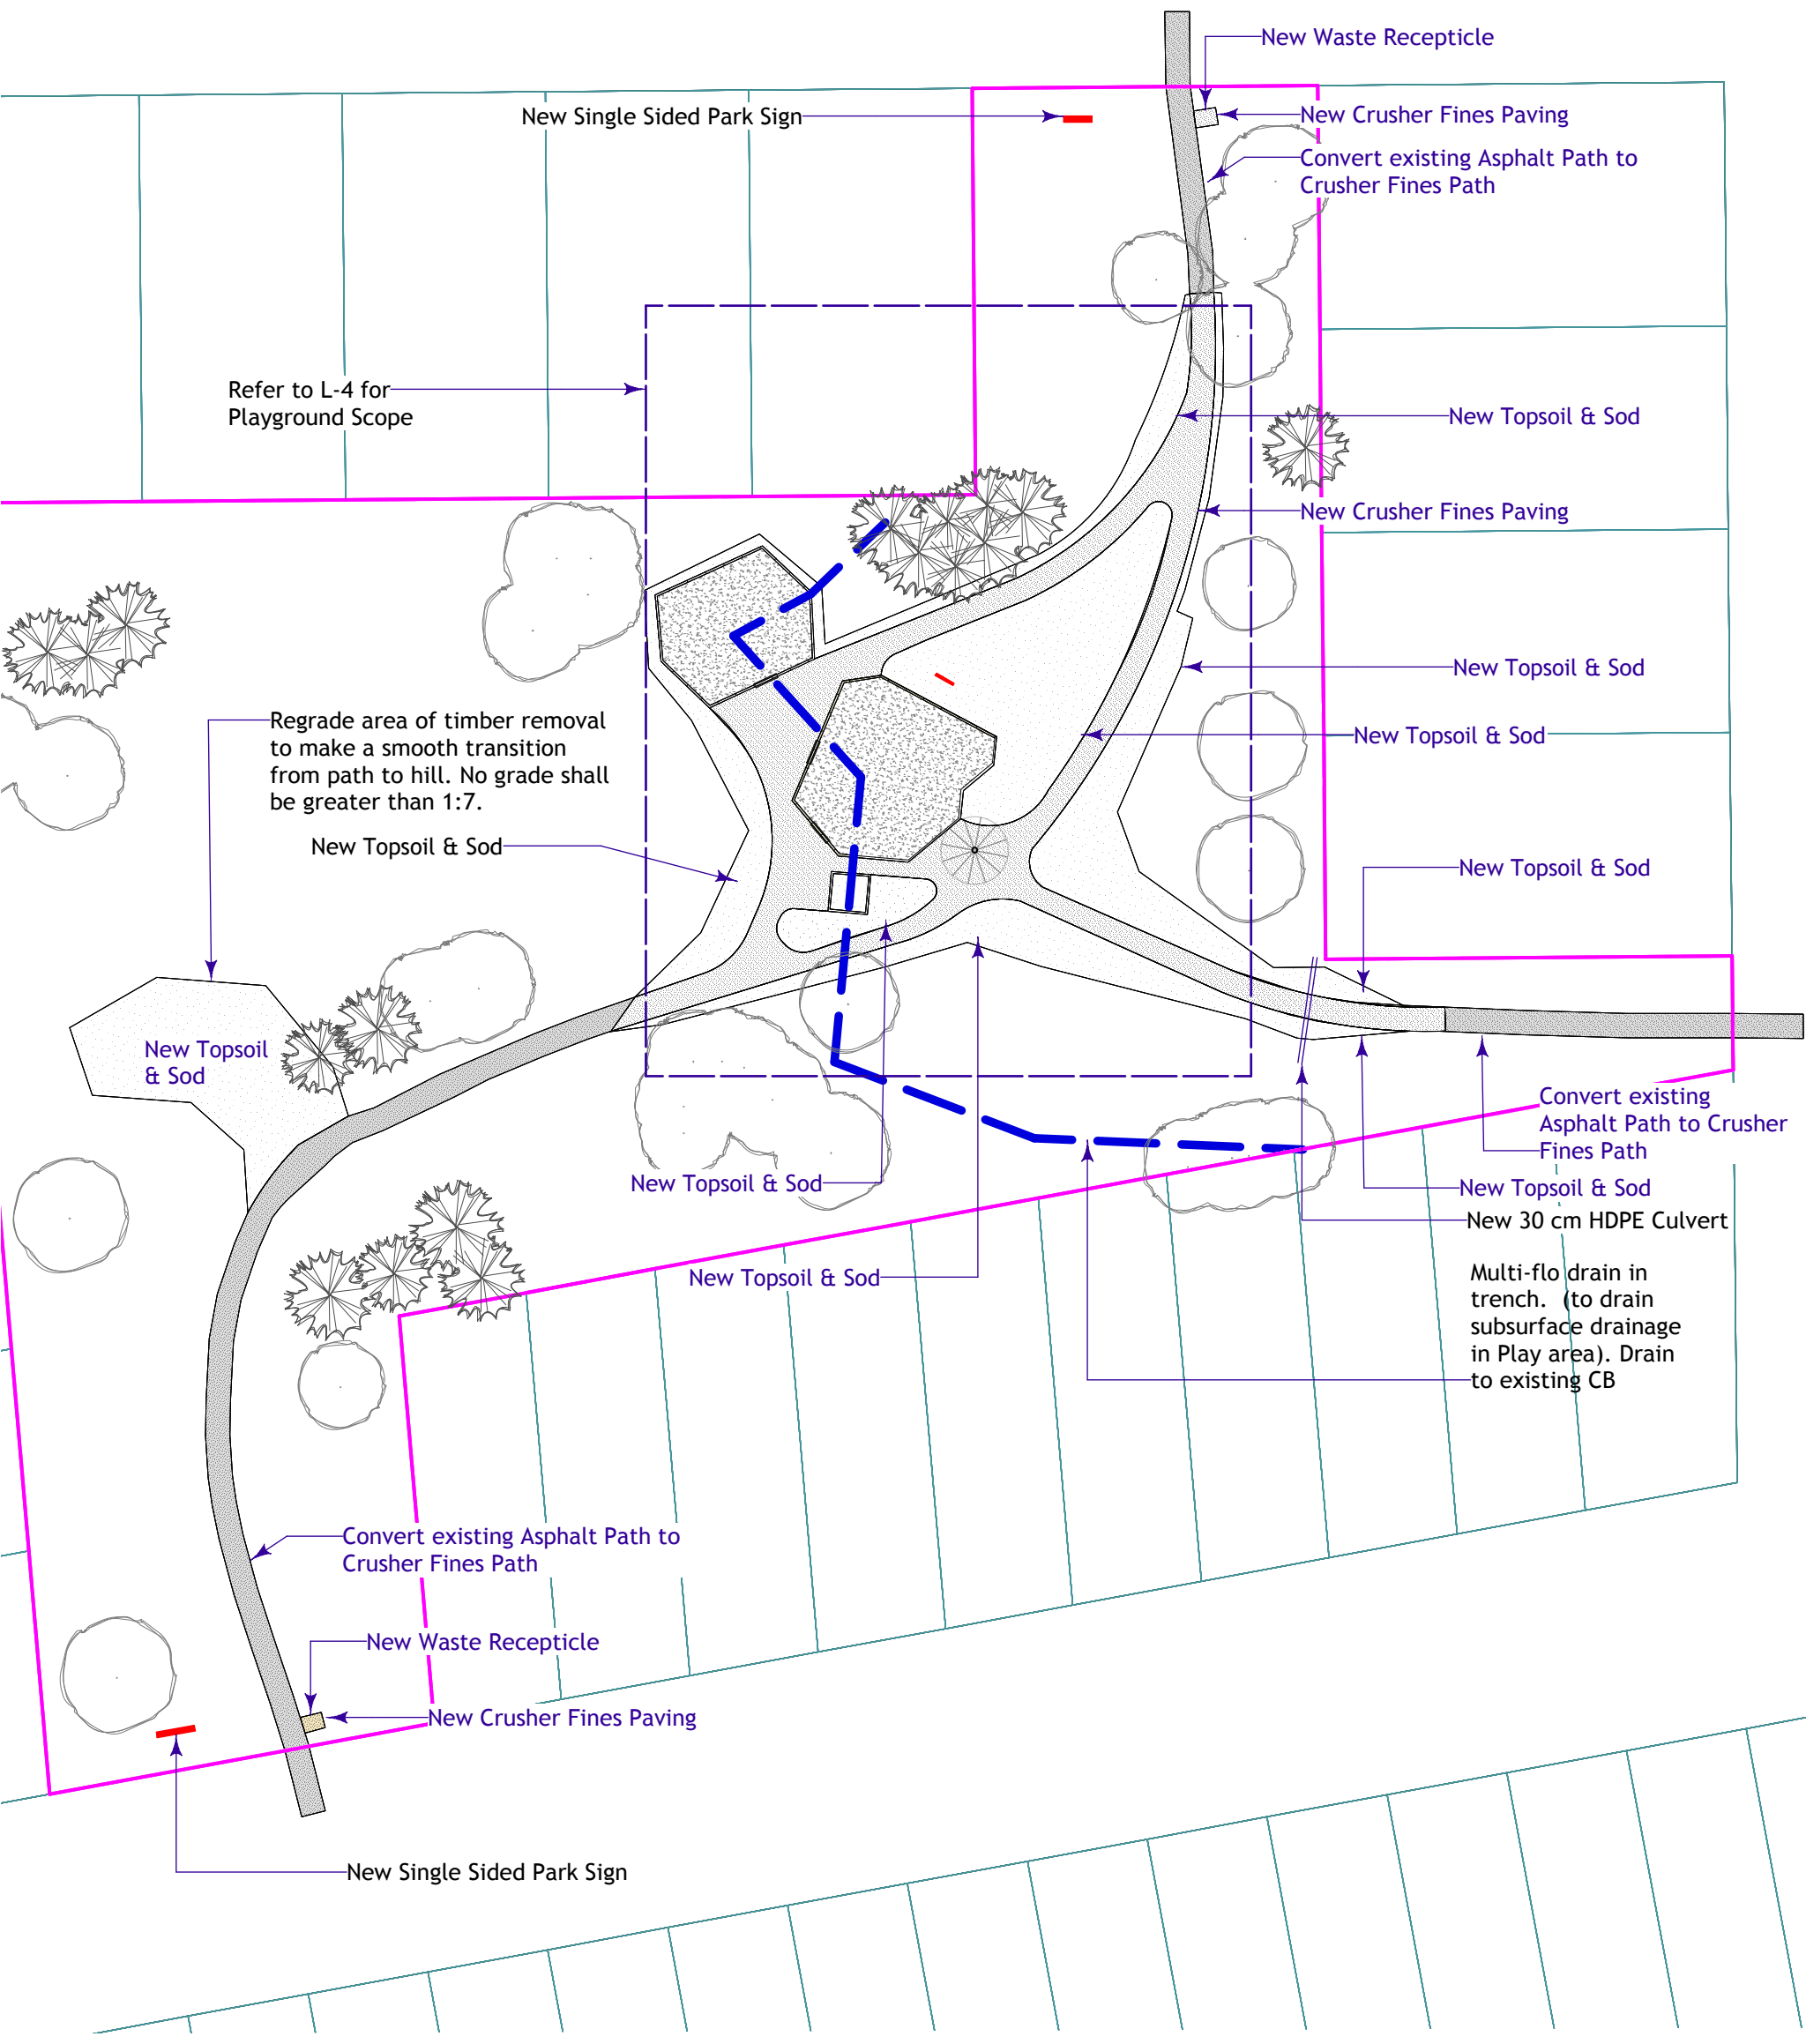 New Waste Recepticle
New Single Sided Park Sign
New Crusher Fines Paving
Convert existing Asphalt Path to
Crusher Fines Path
Refer to L-4 for
Playground Scope
New Topsoil & Sod
New Crusher Fines Paving
New Topsoil & Sod
Regrade area of timber removal
to make a smooth transition
from path to hill. No grade shall
be greater than 1:7.
New Topsoil & Sod
New Topsoil & Sod
New Topsoil & Sod
New Topsoil
& Sod
Convert existing
Asphalt Path to Crusher
Fines Path
New Topsoil & Sod
New Topsoil & Sod
New 30 cm HDPE Culvert
New Topsoil & Sod
Multi-flo drain in
trench. (to drain
subsurface drainage
in Play area). Drain
to existing CB
Convert existing Asphalt Path to
Crusher Fines Path
New Waste Recepticle
New Crusher Fines Paving
New Single Sided Park Sign